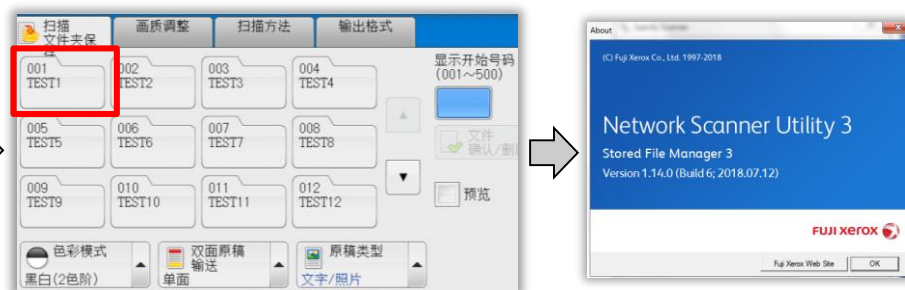 扫描
文件夹保
画质调整
扫描方法
输出格式
001
TEST1
002
TEST2
003
TEST3
004
TEST4
显示开始号码
(001～500)
005
TEST5
006
TEST6
007
TEST7
008
TEST8
文件
确认/删
009
TEST9
010
TEST10
011
TEST11
012
TEST12
预览
色彩模式
黑白(2色阶)
双面原稿
输送
单面
原稿类型
文字/照片
About
(C) Fuji Xerox Co., Ltd. 1997-2018
Network Scanner Utility 3
Stored File Manager 3
Version 1.14.0 (Build 6; 2018.07.12)
FUJI XEROX
Fuji Xerox Web Site
OK